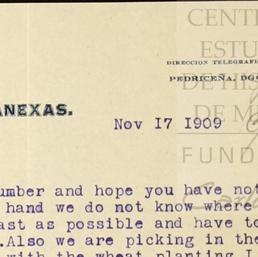 CENT
ESTU
DIRECCION TELEGRAFI
PEDRICEÑA, DG
DE HIS
ANEXAS.
DE M
Nov 17 1909
FUND
umber and hope you have not
hand we do not know where
ast as possible and have to
.Also we are picking in the
with the wheat planting I